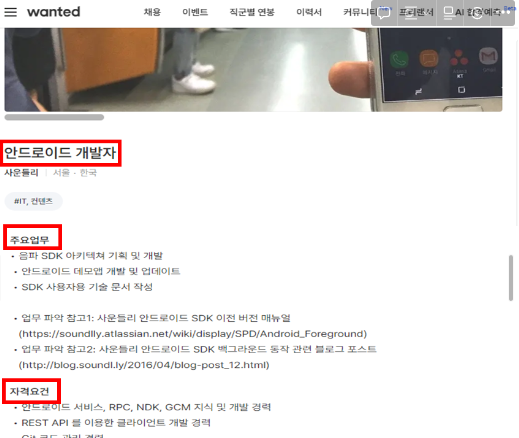 wanted
채용 이벤트 직군별 연봉 이력서 커뮤니티 프리랜서 AI 합격예측 Beta
안드로이드 개발자
사운들리 서울 · 한국
#IT, 컨텐츠
주요업무
• 음파 SDK 아키텍쳐 기획 및 개발
• 안드로이드 데모앱 개발 및 업데이트
• SDK 사용자용 기술 문서 작성
• 업무 파악 참고1: 사운들리 안드로이드 SDK 이전 버전 매뉴얼
(https://soundlly.atlassian.net/wiki/display/SPD/Android_Foreground)
• 업무 파악 참고2: 사운들리 안드로이드 SDK 백그라운드 동작 관련 블로그 포스트
(http://blog.soundl.ly/2016/04/blog-post_12.html)
자격요건
• 안드로이드 서비스, RPC, NDK, GCM 지식 및 개발 경력
• REST API 를 이용한 클라이언트 개발 경력
• Git 코드 관리 경력